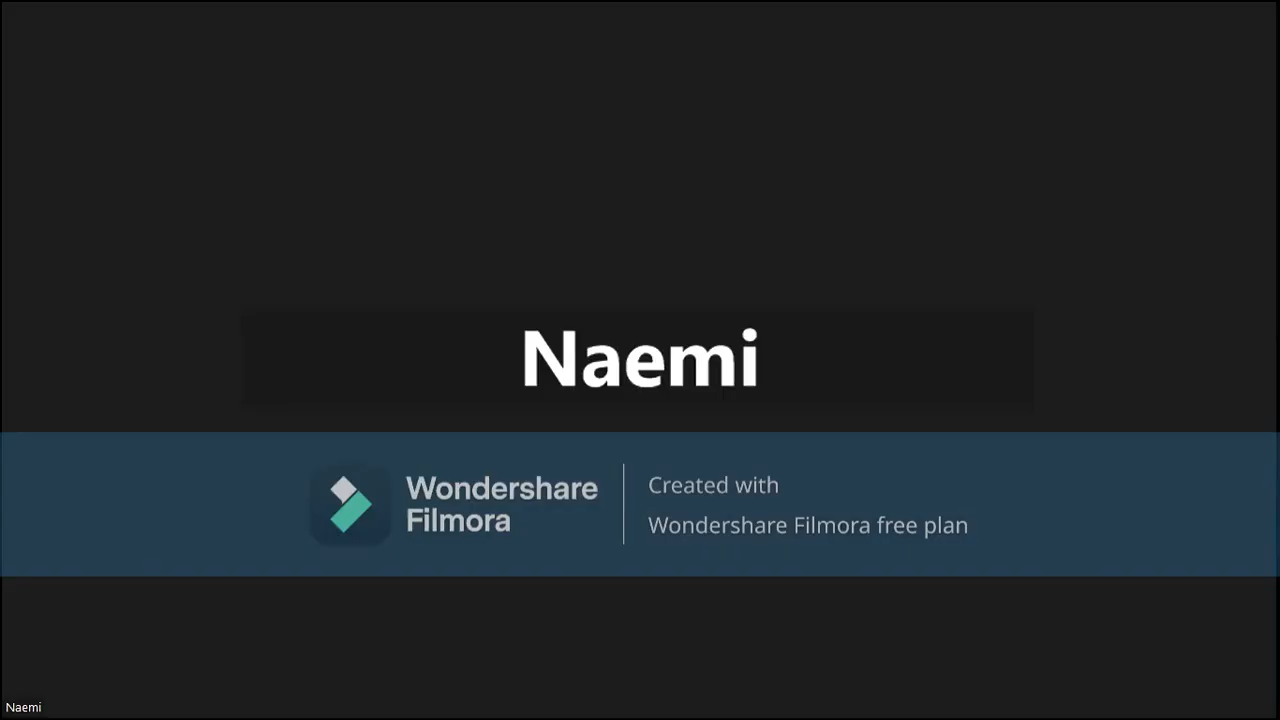 Naemi
Wondershare
Filmora
Created with
Wondershare Filmora free plan
Naemi